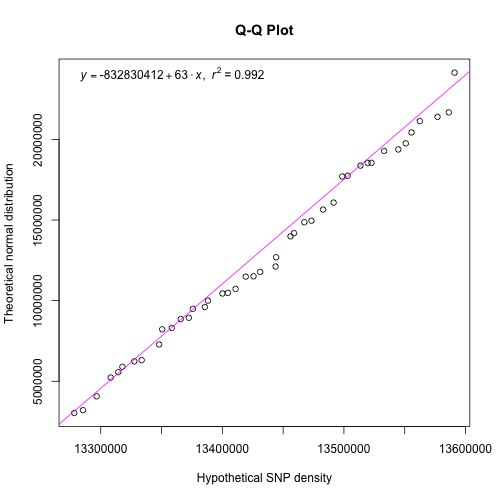 Q-Q Plot
y = -832830412 + 63 · x, r² = 0.992
Theoretical normal distribution
20000000
15000000
10000000
5000000
13300000 13400000 13500000 13600000
Hypothetical SNP density